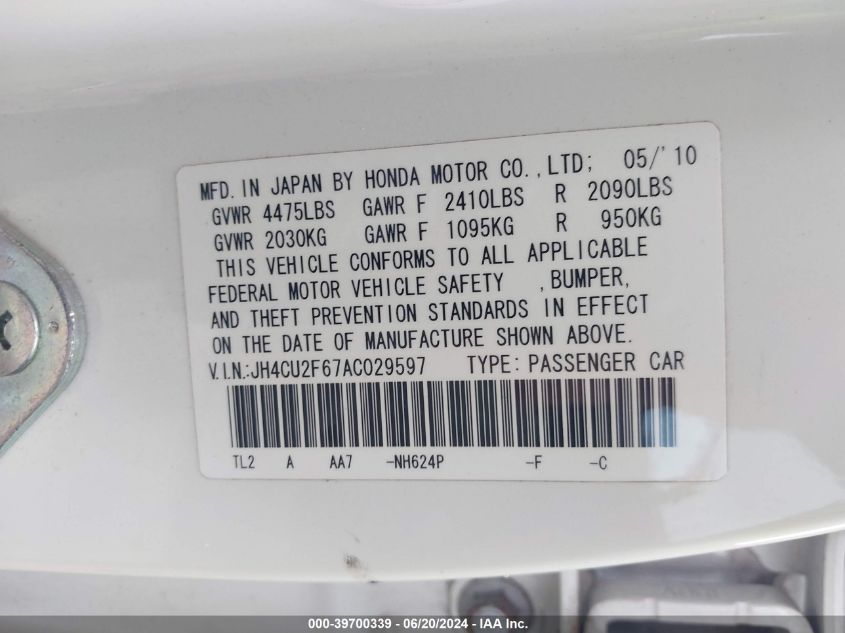 MFD. IN JAPAN BY HONDA MOTOR CO.,LTD; 05/'10
GVWR 4475LBS GAWR F 2410LBS R 2090LBS
GVWR 2030KG GAWR F 1095KG R 950KG
THIS VEHICLE CONFORMS TO ALL APPLICABLE
FEDERAL MOTOR VEHICLE SAFETY ,BUMPER,
AND THEFT PREVENTION STANDARDS IN EFFECT
ON THE DATE OF MANUFACTURE SHOWN ABOVE.
V.I.N.:JH4CU2F67AC029597 TYPE: PASSENGER CAR
TL2 A AA7 -NH624P -F -C
000-39700339 - 06/20/2024 - IAA Inc.